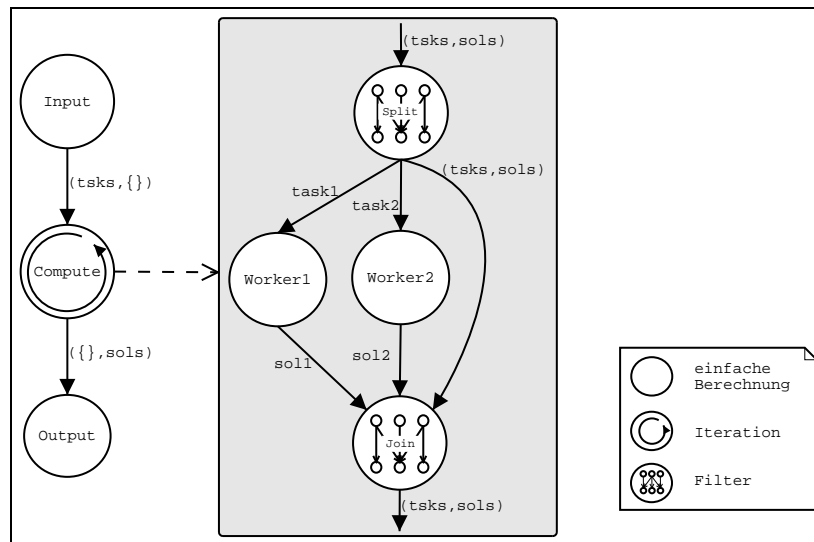 Input
(tsks,{})
Compute
({},sols)
Output
(tsks,sols)
Split
(tsks,sols)
task1
task2
Worker1
Worker2
sol1
sol2
Join
(tsks,sols)
einfache
Berechnung
Iteration
Filter